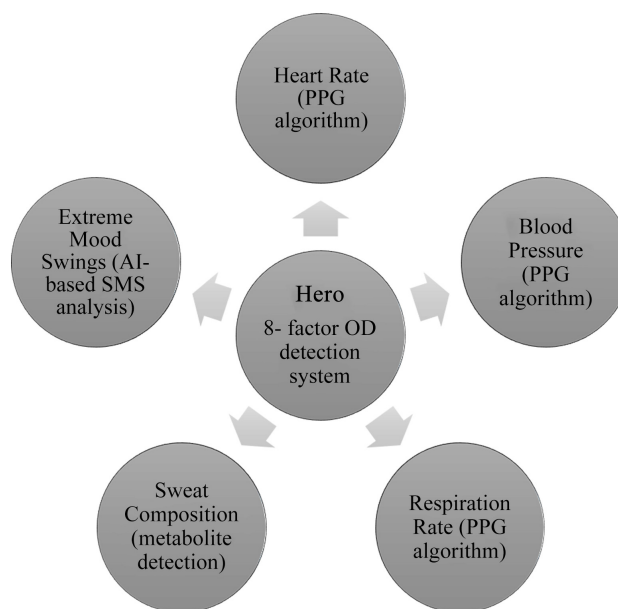 Heart Rate
(PPG
algorithm)
Extreme
Mood
Swings (AI-
based SMS
analysis)
Blood
Pressure
(PPG
algorithm)
Hero
8- factor OD
detection
system
Sweat
Composition
(metabolite
detection)
Respiration
Rate (PPG
algorithm)